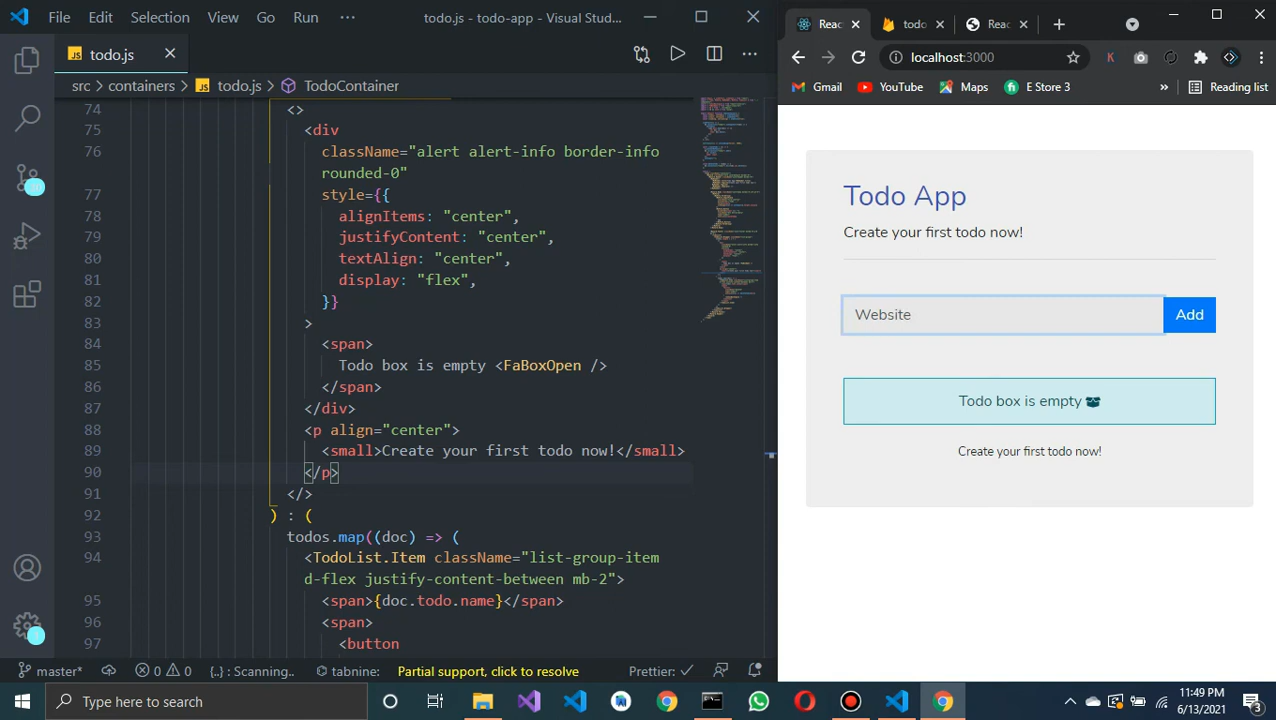 File Edit Selection View Go Run ··· todo.js - todo-app - Visual Stud...
JS todo.js
src > containers > JS todo.js > TodoContainer
74 <>
75 <div
76 className="alert alert-info border-info
rounded-0"
77 style={{
78 alignItems: "center",
79 justifyContent: "center",
80 textAlign: "center",
81 display: "flex",
82 }}
83 >
84 <span>
85 Todo box is empty <FaBoxOpen />
86 </span>
87 </div>
88 <p align="center">
89 <small>Create your first todo now!</small>
90 </p>
91 </>
92 ) : (
93 todos.map((doc) => (
94 <TodoList.Item className="list-group-item
d-flex justify-content-between mb-2">
95 <span>{doc.todo.name}</span>
96 <span>
97 <button
1
master* 0 0 {..} : Scanning.. tabnine: Partial support, click to resolve Prettier:
Reac todo Reac
localhost:3000 K
Gmail YouTube Maps E Store 3 Reading list
Todo App
Create your first todo now!
Website Add
Todo box is empty
Create your first todo now!
Type here to search
11:49 PM
6/13/2021
3